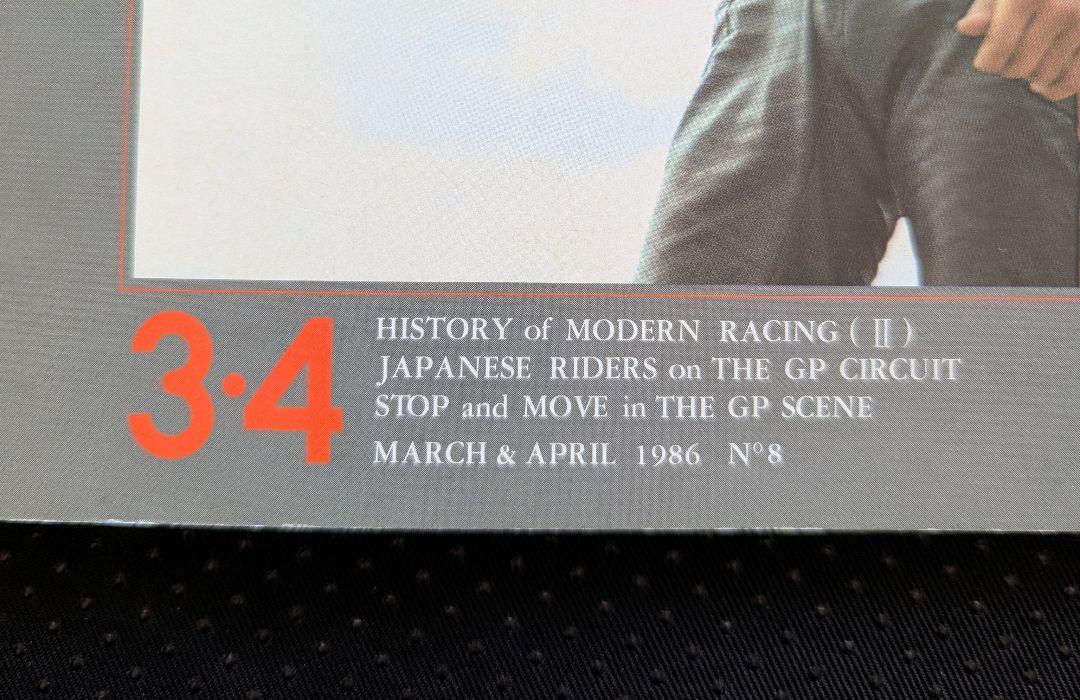 3·4
HISTORY of MODERN RACING (Ⅱ)
JAPANESE RIDERS on THE GP CIRCUIT
STOP and MOVE in THE GP SCENE
MARCH & APRIL 1986 Nº8